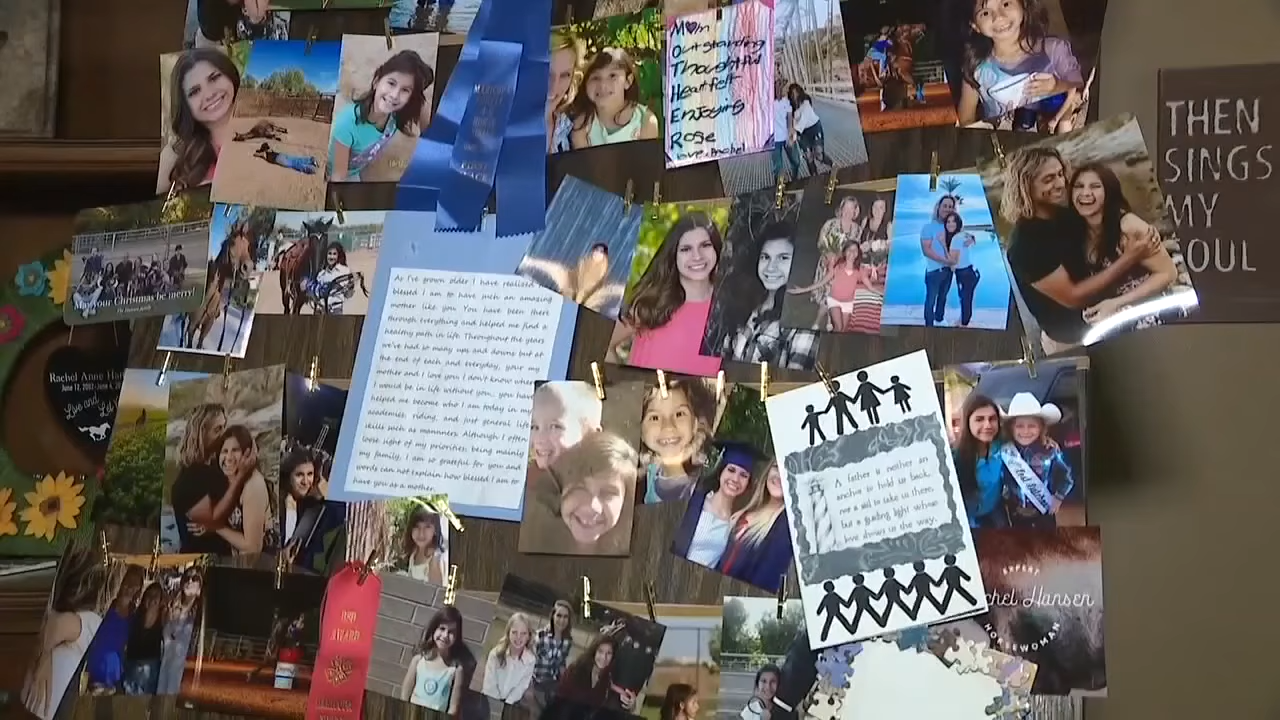 Mom
Outstanding
Thoughtful
Heartfelt
Enjoying
Rose
love, Rachel
THEN
SINGS
MY
SOUL
May your Christmas be merry!
As I've grown older I have realized
blessed I am to have such an amazing
mother like you. You have been there
through everything and helped me find a
healthy path in life. Throughout the years
we've had so many ups and downs but at
the end of each and everyday, your my
mother and I love you I don't know where
I would be in life without you, you have
helped me become who I am today in my
academics, riding, and just general life
skills such as manners. Although I often
loose sight of my priorities, being mainly
my family, I am so grateful for you and
words can not explain how blessed I am to
have you as a mother.
Rachel Anne
Live and
Let
A father is neither an
anchor to hold us back,
nor a sail to take us there,
but a guiding light whose
love shows us the way.
2ND
AWARD
EXPERT
chel Hansen
HORSEWOMAN